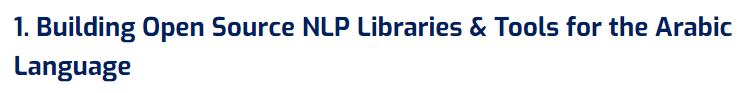 1. Building Open Source NLP Libraries & Tools for the Arabic
Language